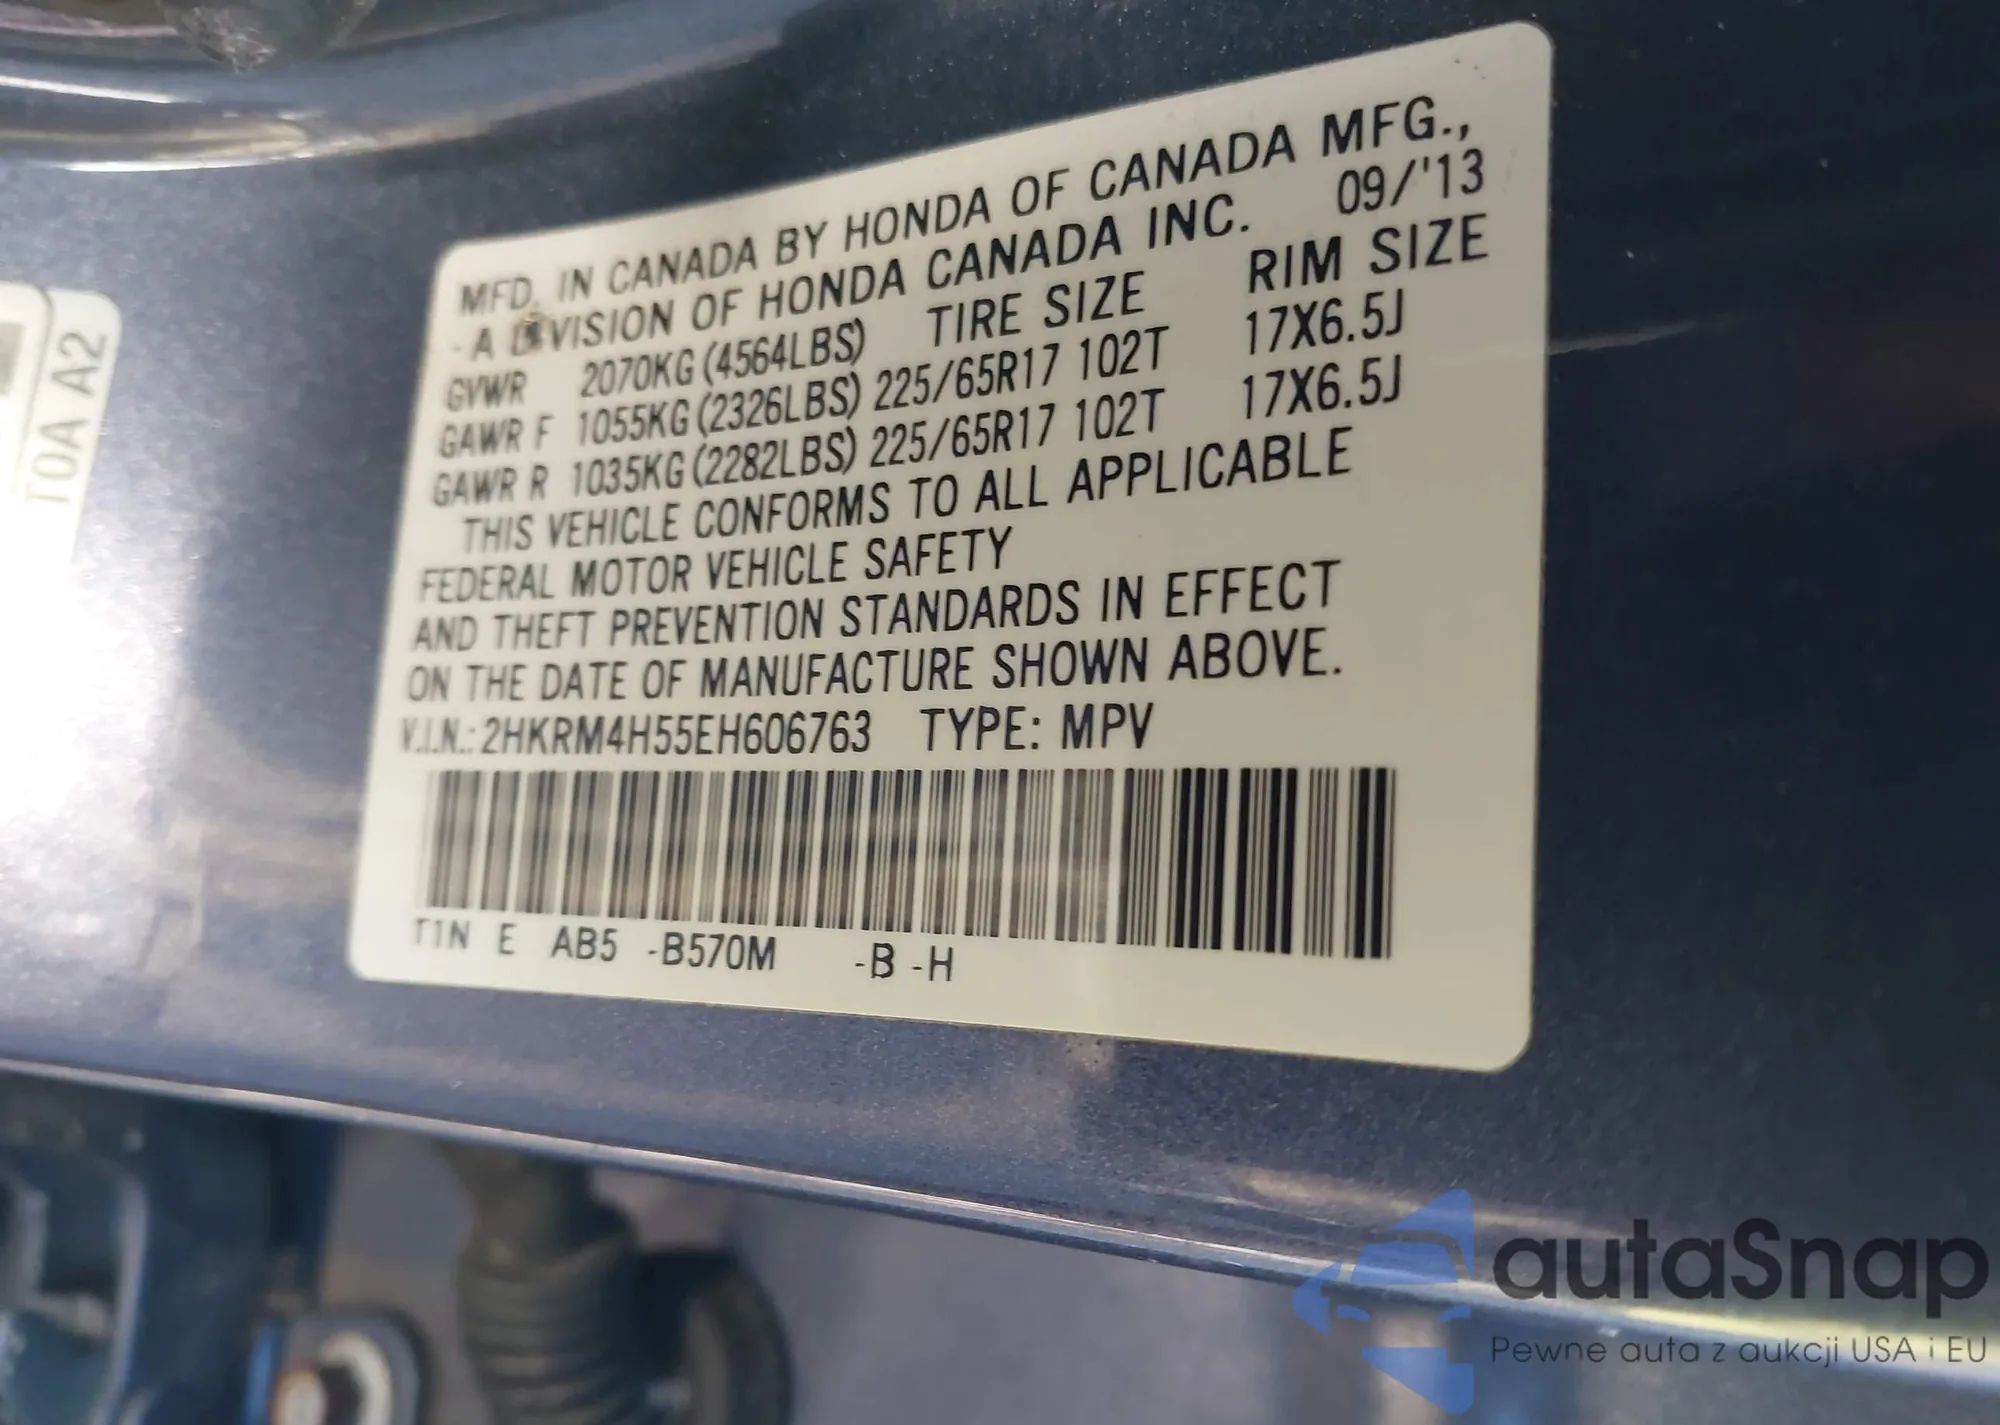 MFD. IN CANADA BY HONDA OF CANADA MFG.,
- A DIVISION OF HONDA CANADA INC. 09/'13
GVWR 2070KG (4564LBS) TIRE SIZE RIM SIZE
GAWR F 1055KG (2326LBS) 225/65R17 102T 17X6.5J
GAWR R 1035KG (2282LBS) 225/65R17 102T 17X6.5J
THIS VEHICLE CONFORMS TO ALL APPLICABLE
FEDERAL MOTOR VEHICLE SAFETY
AND THEFT PREVENTION STANDARDS IN EFFECT
ON THE DATE OF MANUFACTURE SHOWN ABOVE.
V.I.N.: 2HKRM4H55EH606763 TYPE: MPV
T1N E AB5 -B570M -B -H
T0A A2
autaSnap
Pewne auta z aukcji USA i EU